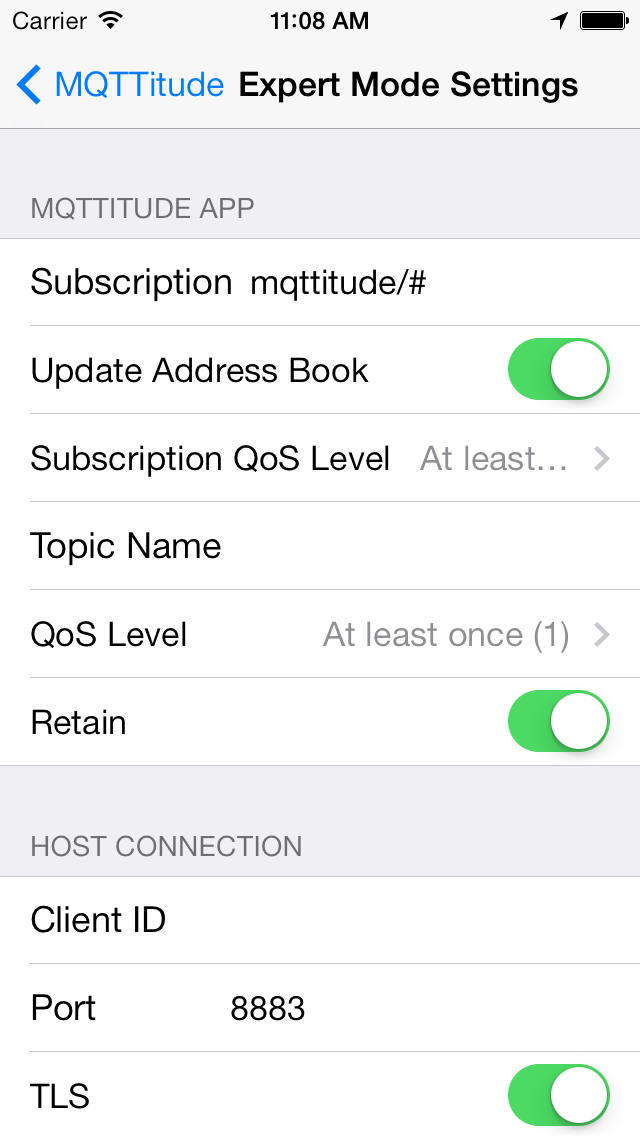 Carrier 11:08 AM
MQTTitude Expert Mode Settings
MQTTITUDE APP
Subscription mqttitude/#
Update Address Book
Subscription QoS Level At least...
Topic Name
QoS Level At least once (1)
Retain
HOST CONNECTION
Client ID
Port 8883
TLS